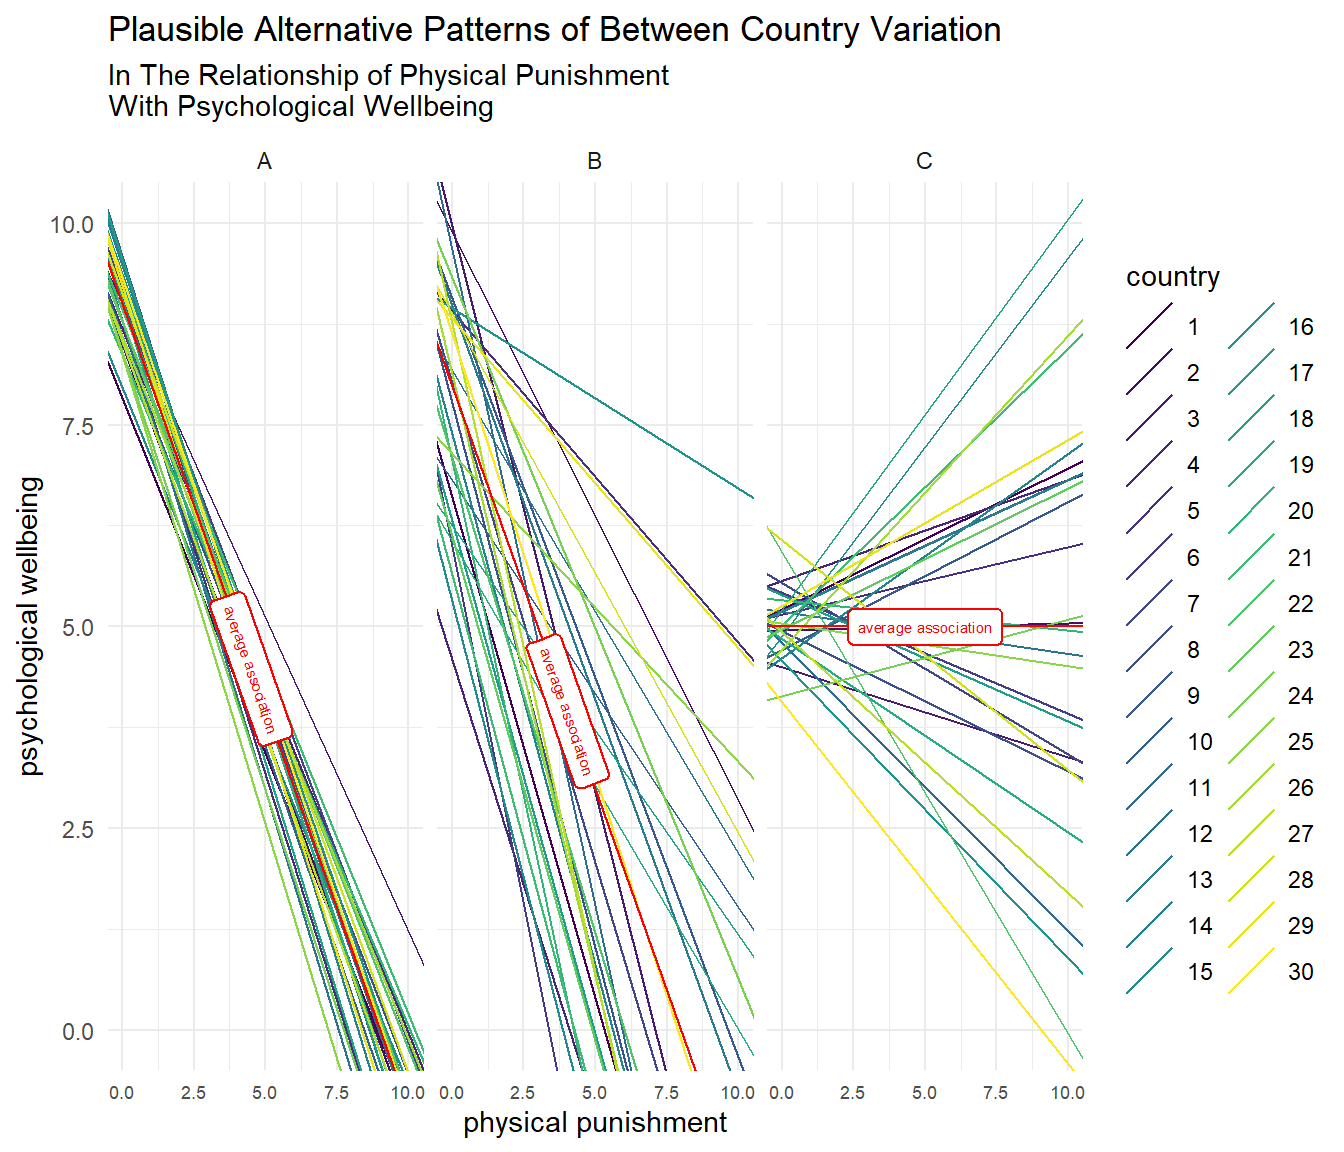 Plausible Alternative Patterns of Between Country Variation
In The Relationship of Physical Punishment
With Psychological Wellbeing
A
B
C
psychological wellbeing
10.0
7.5
5.0
2.5
0.0
average association
average association
average association
0.0 2.5 5.0 7.5 10.0
0.0 2.5 5.0 7.5 10.0
0.0 2.5 5.0 7.5 10.0
physical punishment
country
1
2
3
4
5
6
7
8
9
10
11
12
13
14
15
16
17
18
19
20
21
22
23
24
25
26
27
28
29
30